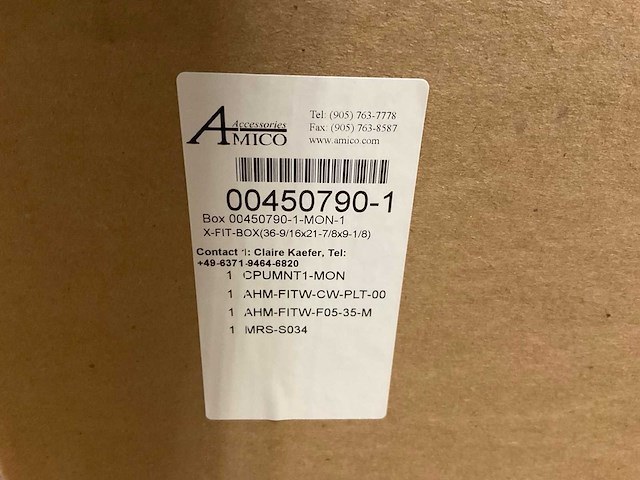 Accessories
AMICO
Tel: (905) 763-7778
Fax: (905) 763-8587
www.amico.com
00450790-1
Box 00450790-1-MON-1
X-FIT-BOX(36-9/16x21-7/8x9-1/8)
Contact 1: Claire Kaefer, Tel:
+49-6371-9464-6820
1 CPUMNT1-MON
1 AHM-FITW-CW-PLT-00
1 AHM-FITW-F05-35-M
1 MRS-S034